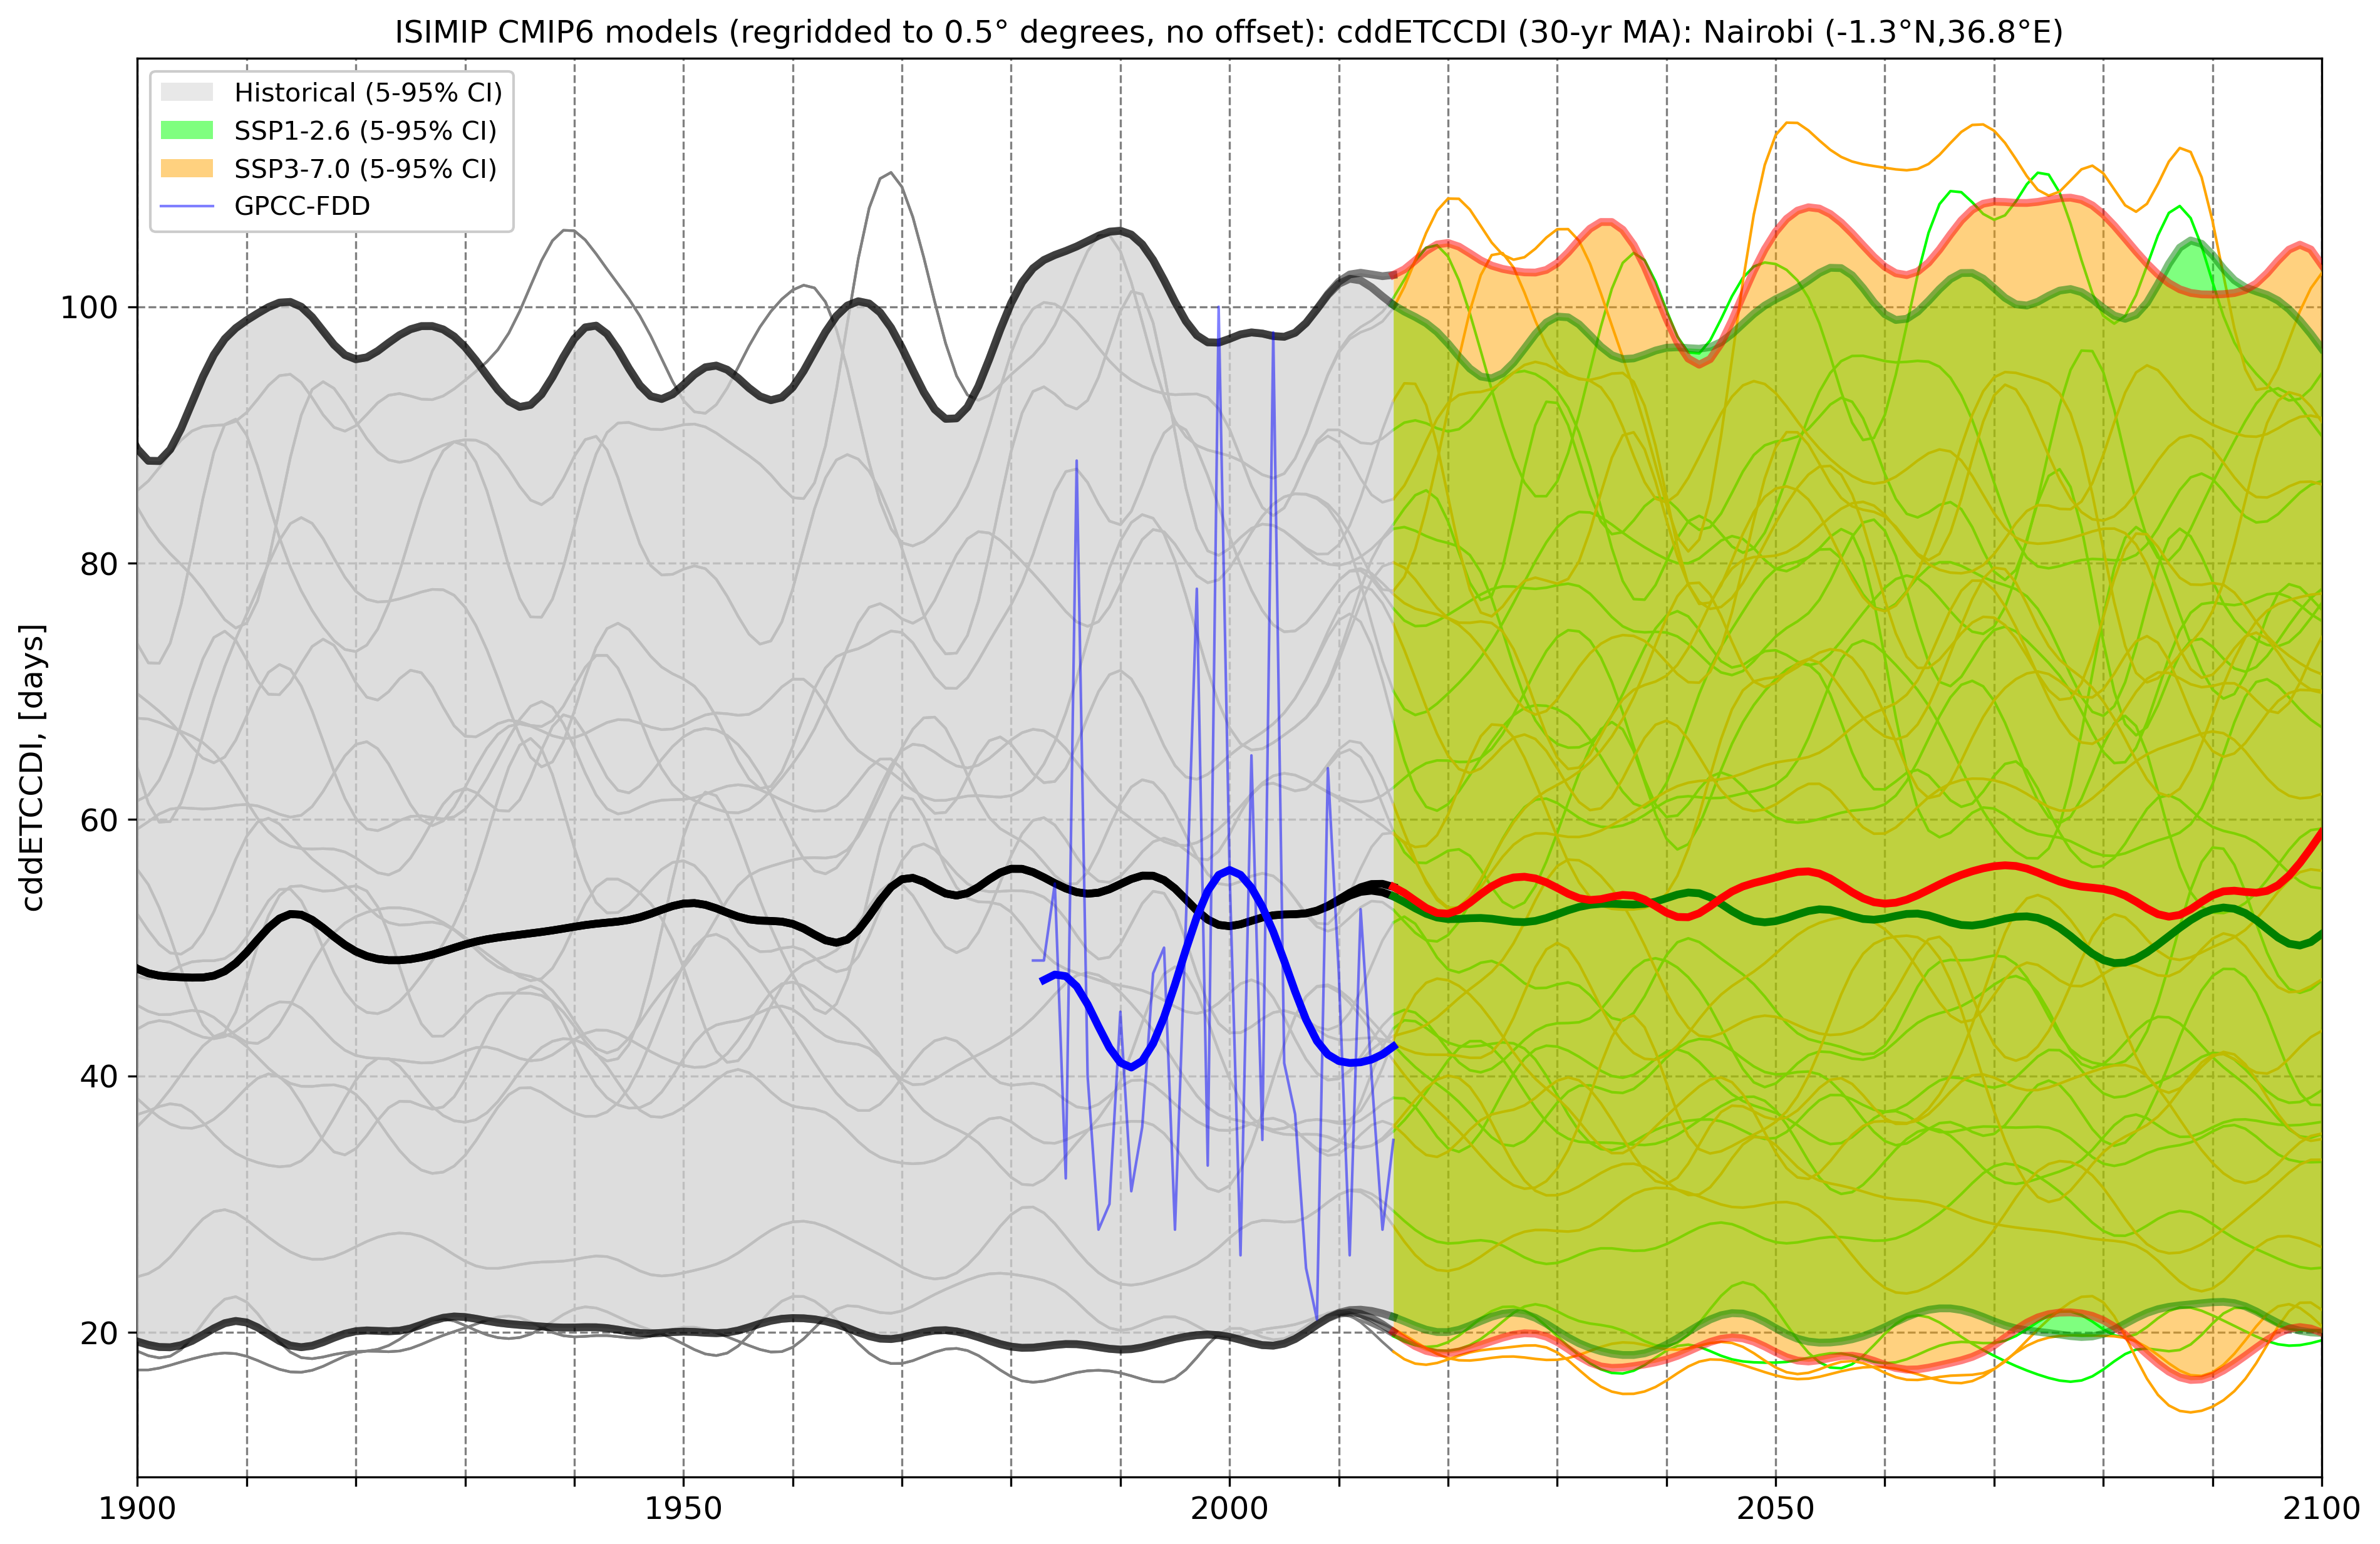 ISIMIP CMIP6 models (regridded to 0.5° degrees, no offset): cddETCCDI (30-yr MA): Nairobi (-1.3°N,36.8°E)
Historical (5-95% CI)
SSP1-2.6 (5-95% CI)
SSP3-7.0 (5-95% CI)
GPCC-FDD
cddETCCDI, [days]
100
80
60
40
20
1900
1950
2000
2050
2100